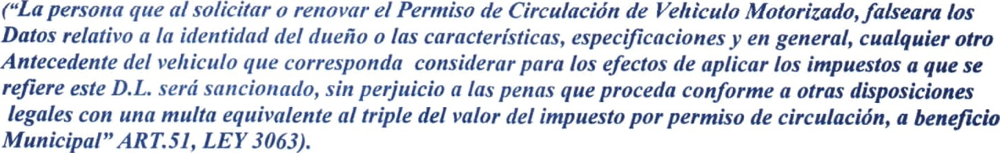 (“La persona que al solicitar o renovar el Permiso de Circulación de Vehiculo Motorizado, falseara los
Datos relativo a la identidad del dueño o las características, especificaciones y en general, cualquier otro
Antecedente del vehiculo que corresponda considerar para los efectos de aplicar los impuestos a que se
refiere este D.L. será sancionado, sin perjuicio a las penas que proceda conforme a otras disposiciones
legales con una multa equivalente al triple del valor del impuesto por permiso de circulación, a beneficio
Municipal” ART.51, LEY 3063).